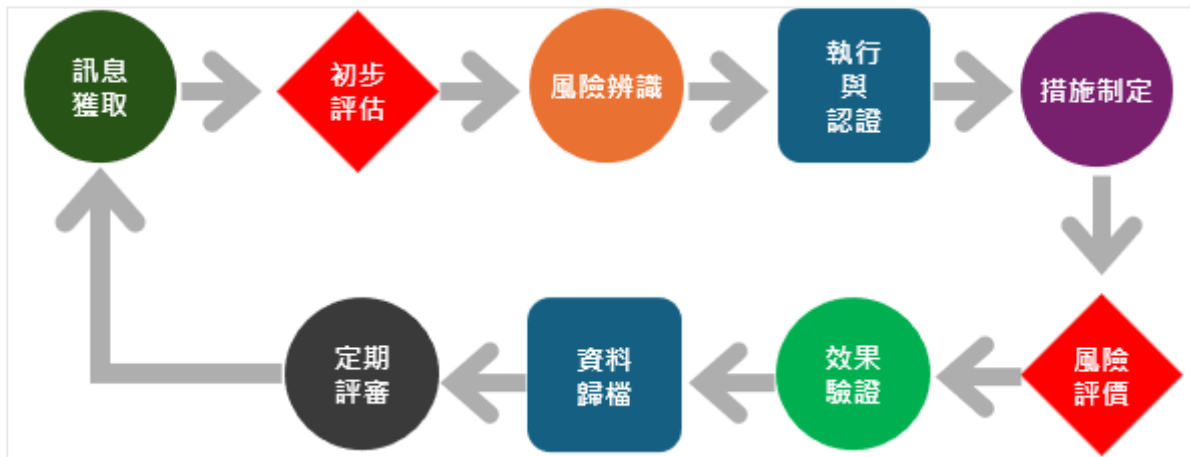 訊息
獲取
初步
評估
風險辨識
執行
與
認證
措施制定
風險
評價
效果
驗證
資料
歸檔
定期
評審